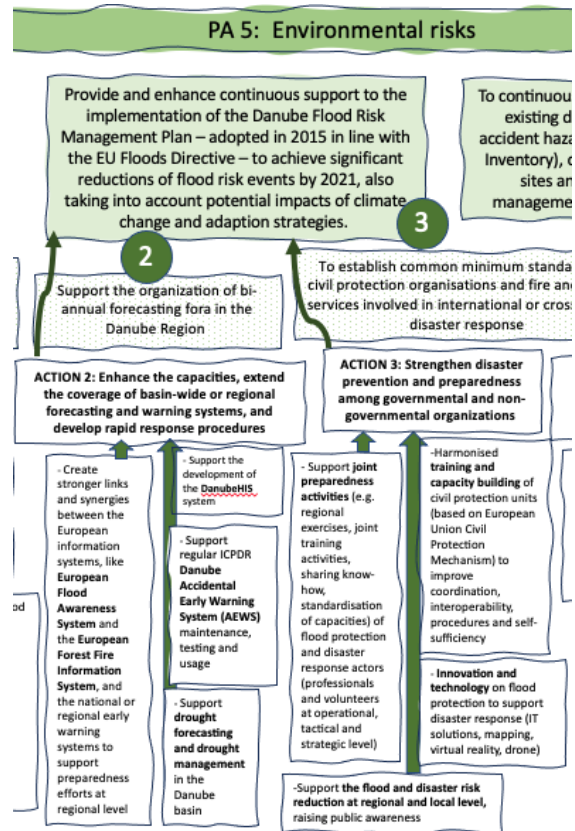 PA 5: Environmental risks
Provide and enhance continuous support to the
implementation of the Danube Flood Risk
Management Plan – adopted in 2015 in line with
the EU Floods Directive – to achieve significant
reductions of flood risk events by 2021, also
taking into account potential impacts of climate
change and adaption strategies.
To continuou
existing d
accident haza
Inventory), c
sites an
manageme
2
3
Support the organization of bi-
annual forecasting fora in the
Danube Region
To establish common minimum standa
civil protection organisations and fire and
services involved in international or cross
disaster response
ACTION 2: Enhance the capacities, extend
the coverage of basin-wide or regional
forecasting and warning systems, and
develop rapid response procedures
ACTION 3: Strengthen disaster
prevention and preparedness
among governmental and non-
governmental organizations
- Create
stronger links
and synergies
between the
European
information
systems, like
European
Flood
Awareness
System and
the European
Forest Fire
Information
System, and
the national or
regional early
warning
systems to
support
preparedness
efforts at
regional level
- Support the
development of
the DanubeHIS
system
- Support
regular ICPDR
Danube
Accidental
Early Warning
System (AEWS)
maintenance,
testing and
usage
- Support
drought
forecasting
and drought
management
in the
Danube
basin
- Support joint
preparedness
activities (e.g.
regional
exercises, joint
training
activities,
sharing know-
how,
standardisation
of capacities) of
flood protection
and disaster
response actors
(professionals
and volunteers
at operational,
tactical and
strategic level)
-Harmonised
training and
capacity building of
civil protection units
(based on European
Union Civil
Protection
Mechanism) to
improve
coordination,
interoperability,
procedures and self-
sufficiency
- Innovation and
technology on flood
protection to support
disaster response (IT
solutions, mapping,
virtual reality, drone)
-Support the flood and disaster risk
reduction at regional and local level,
raising public awareness